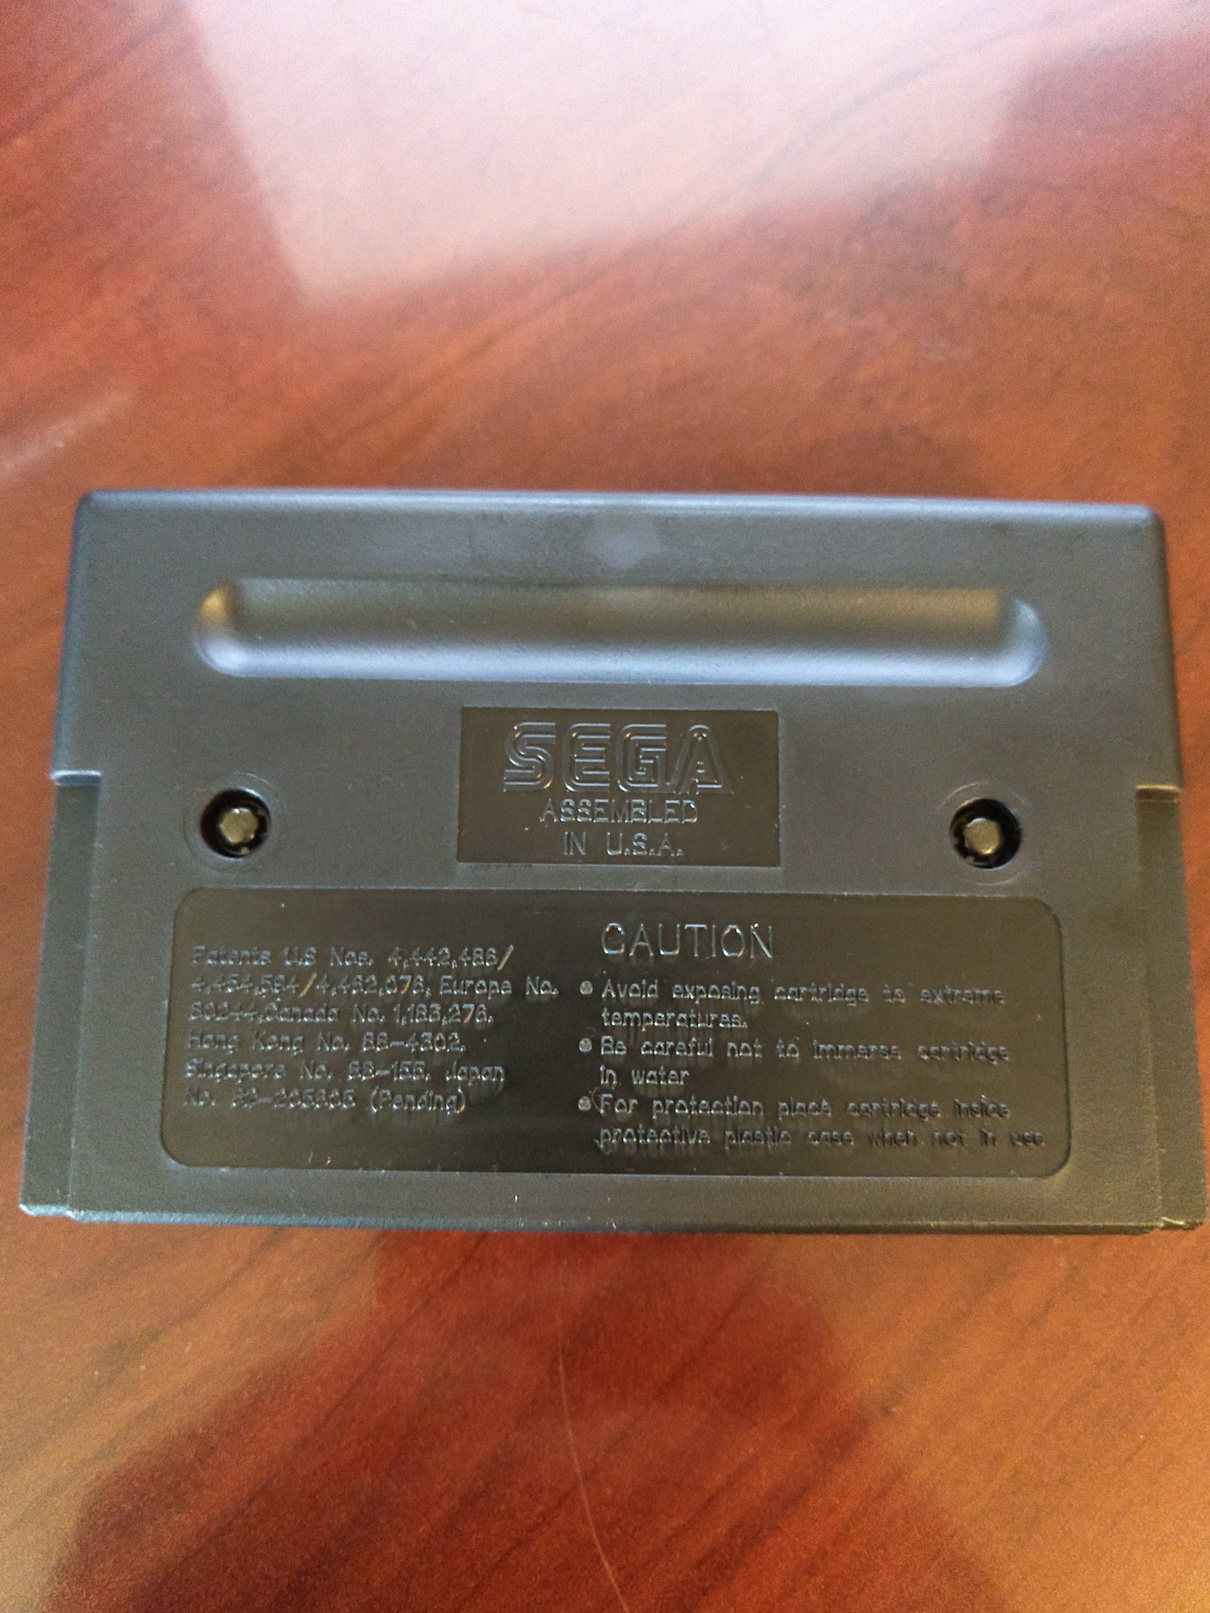 SEGA
ASSEMBLED
IN U.S.A.
Patents U.S Nos. 4,442,486/
4,454,594/4,462,076, Europe No.
80244,Canada No. 1,183,276.
Hong Kong No. 88-4302.
Singapore No. 88-155. Japan
No. (Pending)
CAUTION
• Avoid exposing cartridge to extreme
temperatures.
• Be careful not to immerse cartridge
in water
• For protection place cartridge inside
protective plastic case when not in use